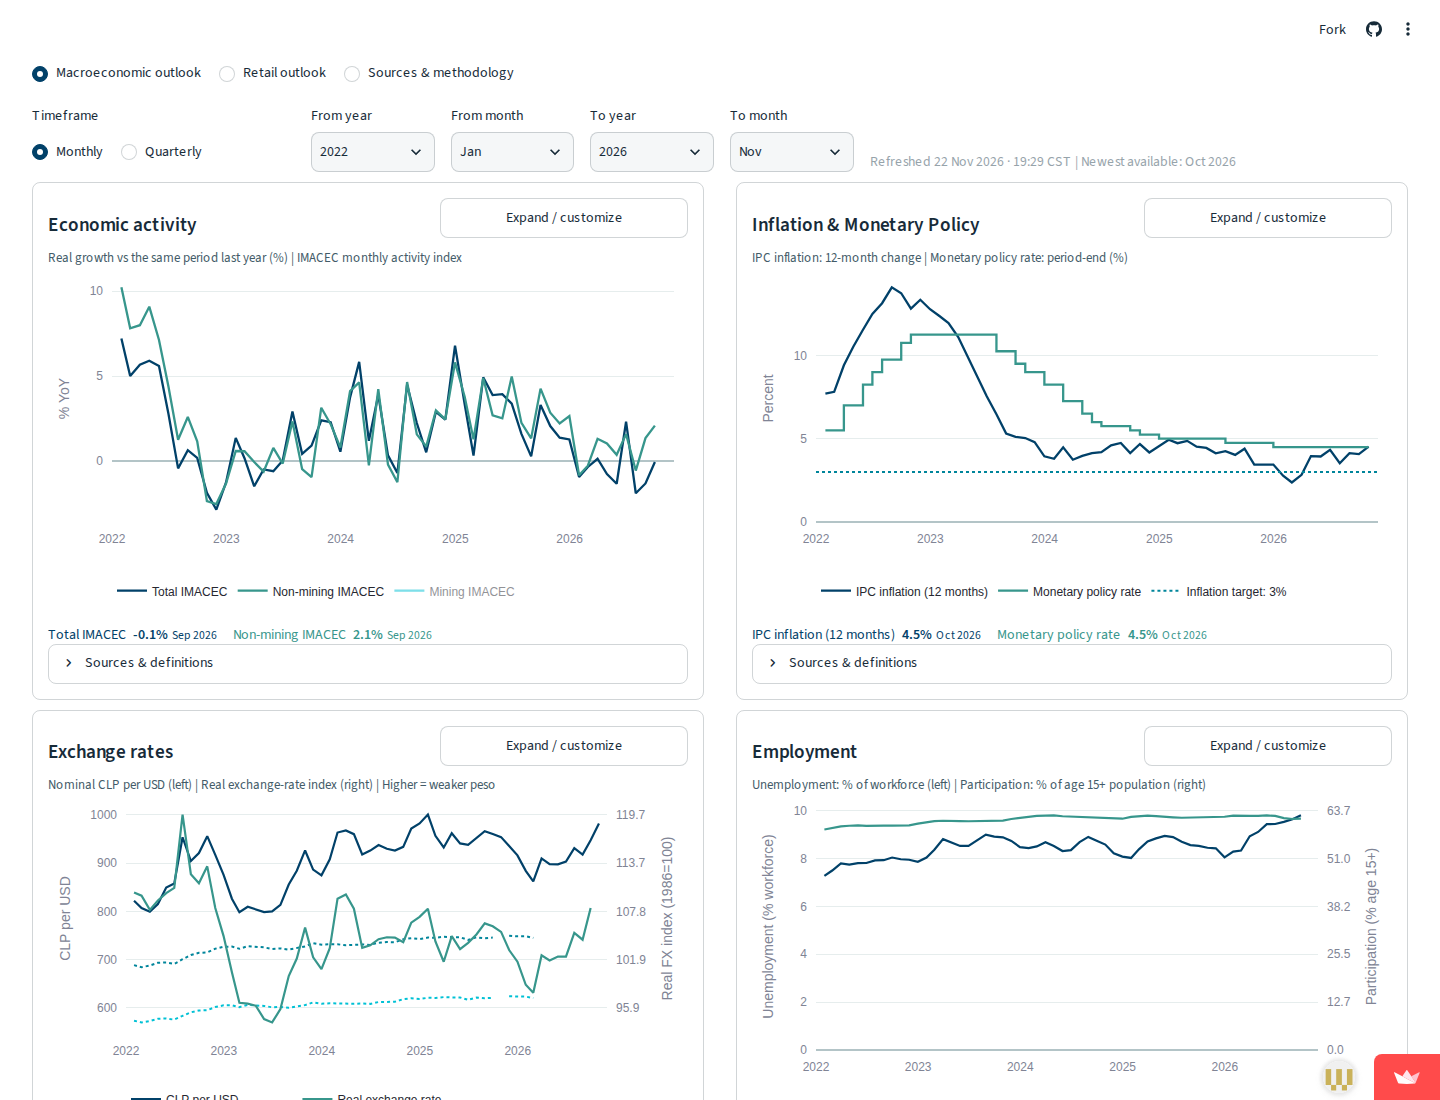 Fork
Macroeconomic outlook Retail outlook Sources & methodology
Timeframe From year From month To year To month
Monthly Quarterly 2022 Jan 2026 Nov Refreshed 22 Nov 2026 · 19:29 CST | Newest available: Oct 2026
Economic activity Expand / customize
Real growth vs the same period last year (%) | IMACEC monthly activity index
10
5
0
% YoY
2022 2023 2024 2025 2026
Total IMACEC Non-mining IMACEC Mining IMACEC
Total IMACEC -0.1% Sep 2026 Non-mining IMACEC 2.1% Sep 2026
Sources & definitions
Inflation & Monetary Policy Expand / customize
IPC inflation: 12-month change | Monetary policy rate: period-end (%)
10
5
0
Percent
2022 2023 2024 2025 2026
IPC inflation (12 months) Monetary policy rate Inflation target: 3%
IPC inflation (12 months) 4.5% Oct 2026 Monetary policy rate 4.5% Oct 2026
Sources & definitions
Exchange rates Expand / customize
Nominal CLP per USD (left) | Real exchange-rate index (right) | Higher = weaker peso
1000 119.7
900 113.7
800 107.8
700 101.9
600 95.9
CLP per USD
Real FX index (1986=100)
2022 2023 2024 2025 2026
CLP per USD Real exchange rate
Employment Expand / customize
Unemployment: % of workforce (left) | Participation: % of age 15+ population (right)
10 63.7
8 51.0
6 38.2
4 25.5
2 12.7
0 0.0
Unemployment (% workforce)
Participation (% age 15+)
2022 2023 2024 2025 2026